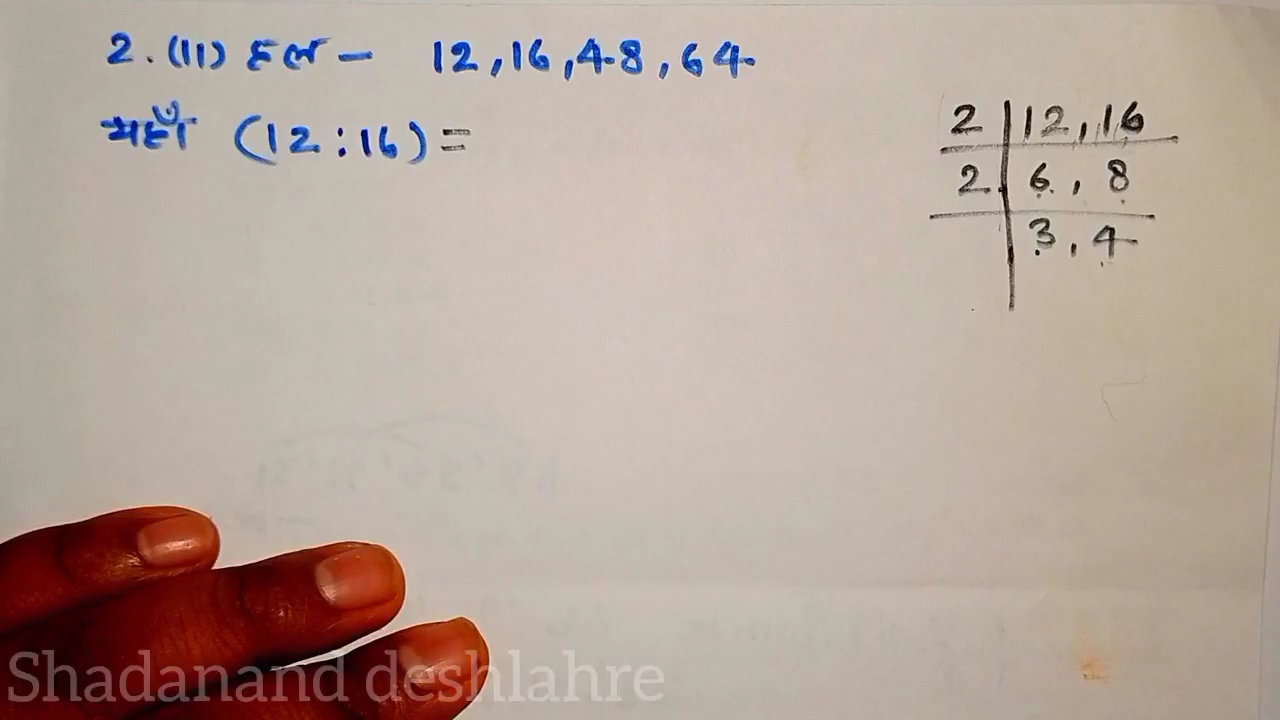 2. (11) हल - 12, 16, 48, 64
यहाँ (12 : 16) =
2 | 12, 16
2 | 6, 8
3, 4
Shadanand deshlahre